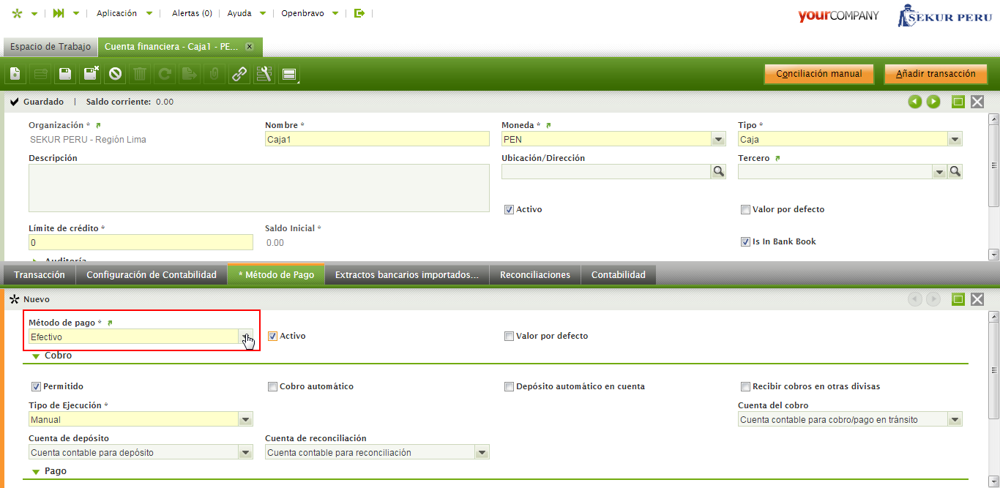 Aplicación Alertas (0) Ayuda Openbravo
yourCOMPANY SEKUR PERU
Espacio de Trabajo Cuenta financiera - Caja1 - PE...
Conciliación manual Añadir transacción
Guardado | Saldo corriente: 0.00
Organización * Nombre * Moneda * Tipo *
SEKUR PERU - Región Lima Caja1 PEN Caja
Descripción Ubicación/Dirección Tercero
Activo Valor por defecto
Límite de crédito * Saldo Inicial *
0 0.00 Is In Bank Book
Auditoría
Transacción Configuración de Contabilidad * Método de Pago Extractos bancarios importados... Reconciliaciones Contabilidad
Nuevo
Método de pago *
Efectivo Activo Valor por defecto
Cobro
Permitido Cobro automático Depósito automático en cuenta Recibir cobros en otras divisas
Tipo de Ejecución * Cuenta del cobro
Manual Cuenta contable para cobro/pago en tránsito
Cuenta de depósito Cuenta de reconciliación
Cuenta contable para depósito Cuenta contable para reconciliación
Pago